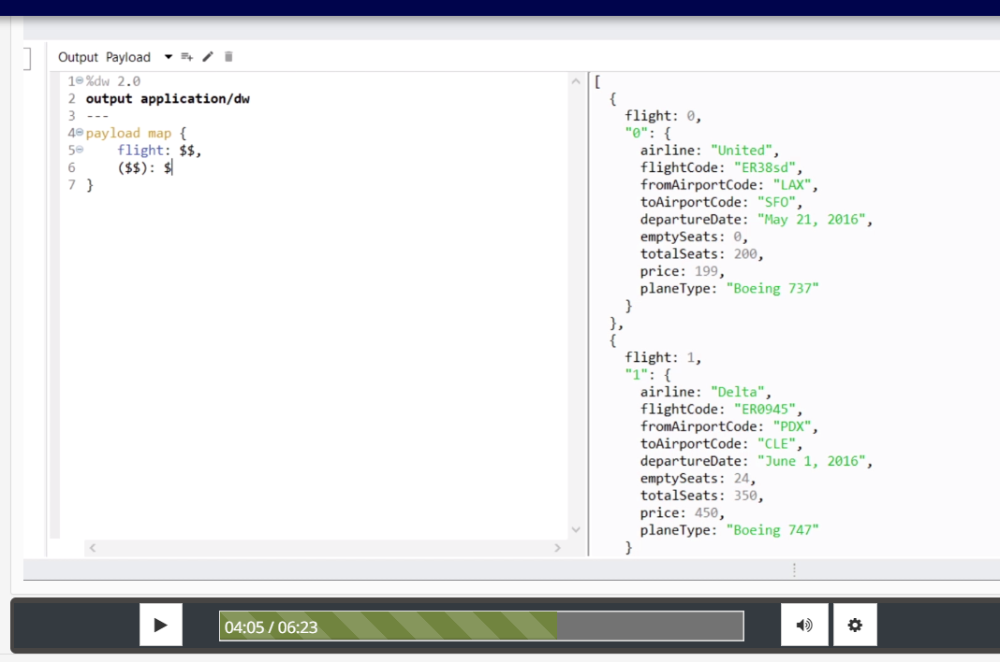 Output Payload
1 %dw 2.0
2 output application/dw
3 ---
4 payload map {
5 flight: $$,
6 ($$): $
7 }
[
{
flight: 0,
"0": {
airline: "United",
flightCode: "ER38sd",
fromAirportCode: "LAX",
toAirportCode: "SFO",
departureDate: "May 21, 2016",
emptySeats: 0,
totalSeats: 200,
price: 199,
planeType: "Boeing 737"
}
},
{
flight: 1,
"1": {
airline: "Delta",
flightCode: "ER0945",
fromAirportCode: "PDX",
toAirportCode: "CLE",
departureDate: "June 1, 2016",
emptySeats: 24,
totalSeats: 350,
price: 450,
planeType: "Boeing 747"
}
04:05 / 06:23